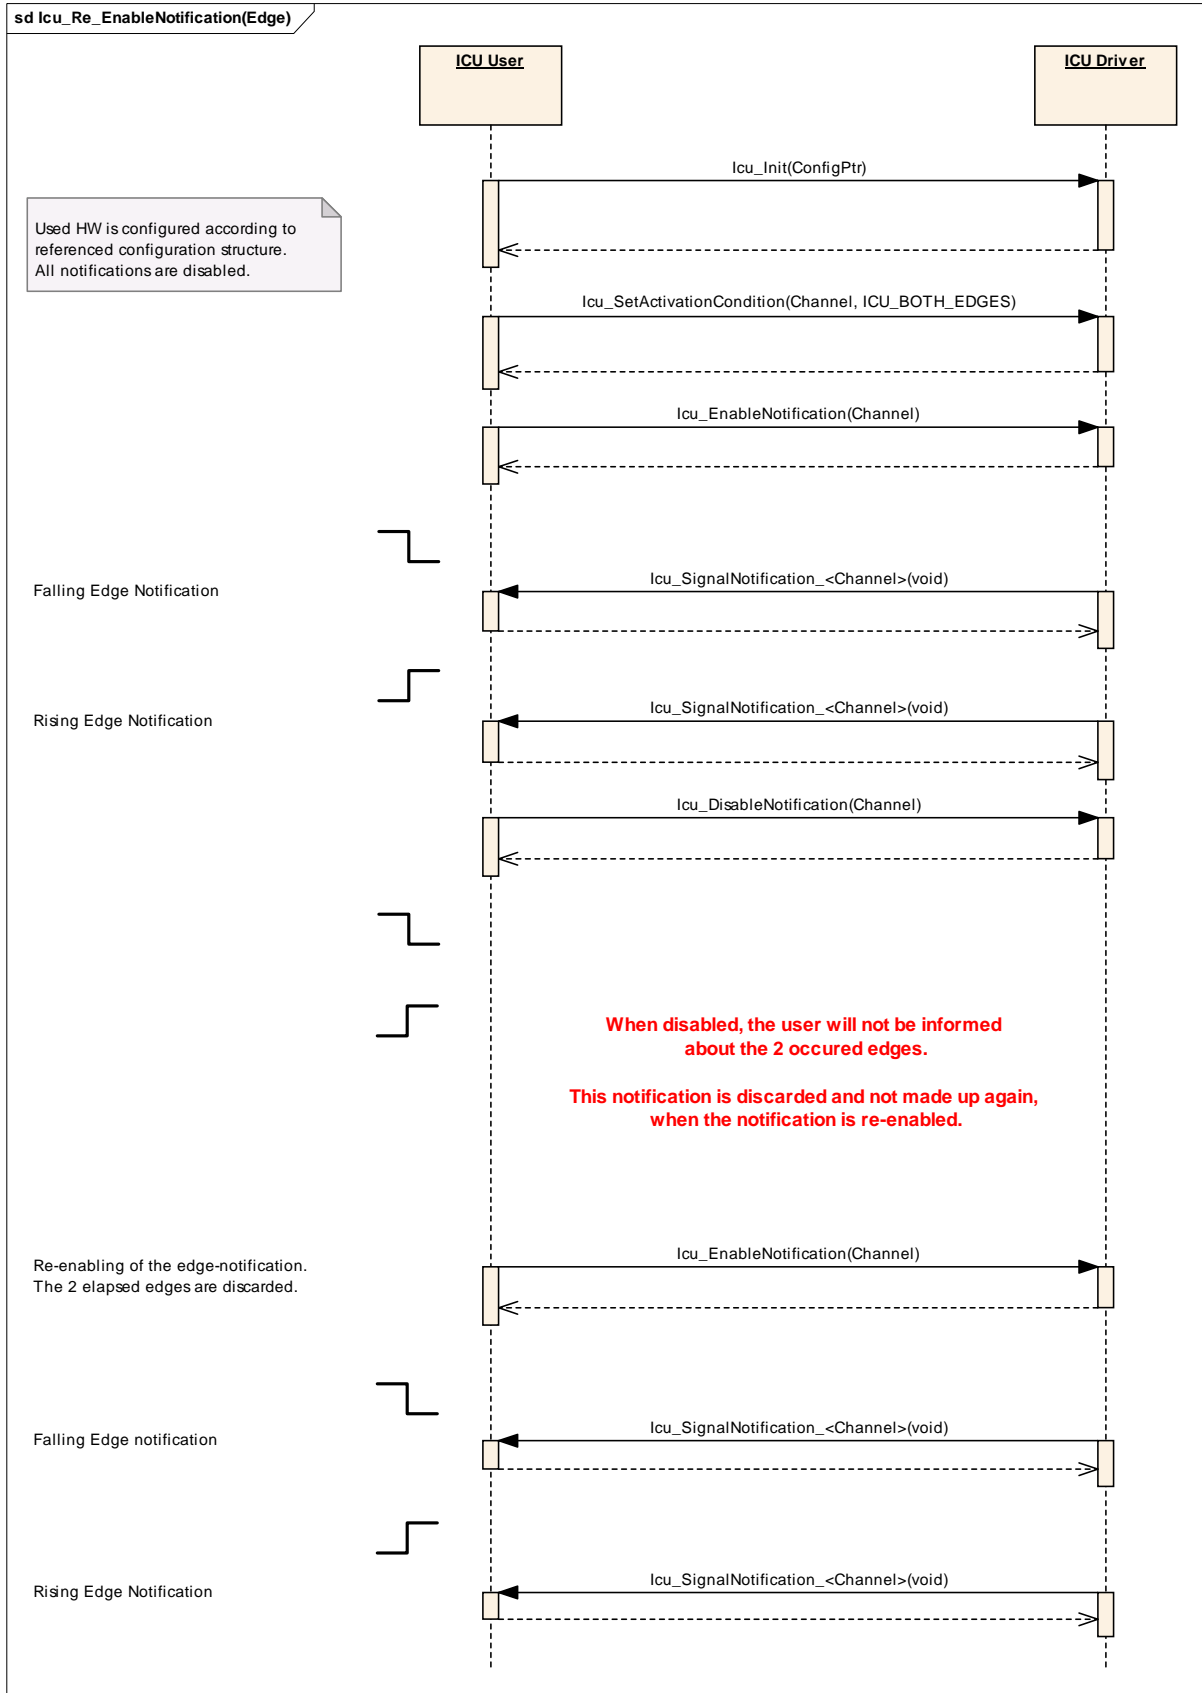 sd Icu_Re_EnableNotification(Edge)
ICU User
ICU Driver
Icu_Init(ConfigPtr)
Used HW is configured according to
referenced configuration structure.
All notifications are disabled.
Icu_SetActivationCondition(Channel, ICU_BOTH_EDGES)
Icu_EnableNotification(Channel)
Icu_SignalNotification_<Channel>(void)
Falling Edge Notification
Icu_SignalNotification_<Channel>(void)
Rising Edge Notification
Icu_DisableNotification(Channel)
When disabled, the user will not be informed
about the 2 occured edges.
This notification is discarded and not made up again,
when the notification is re-enabled.
Icu_EnableNotification(Channel)
Re-enabling of the edge-notification.
The 2 elapsed edges are discarded.
Icu_SignalNotification_<Channel>(void)
Falling Edge notification
Icu_SignalNotification_<Channel>(void)
Rising Edge Notification